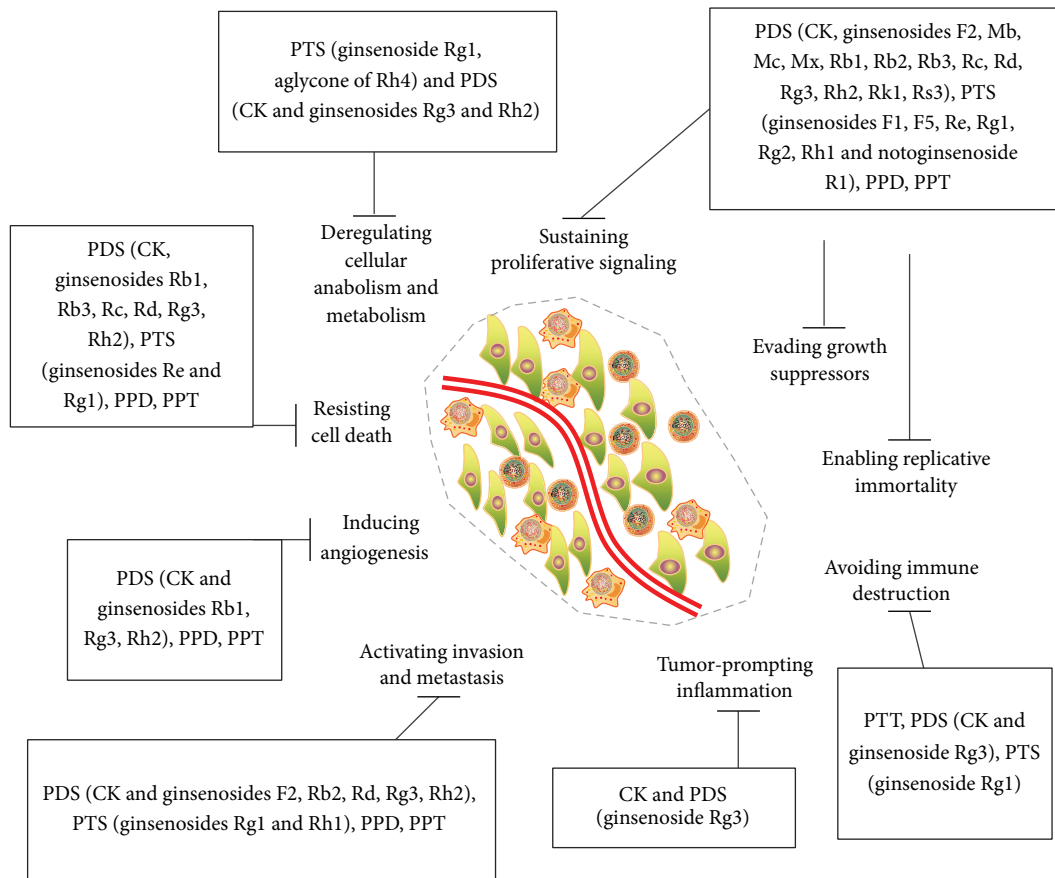 PTS (ginsenoside Rg1,
aglycone of Rh4) and PDS
(CK and ginsenosides Rg3 and Rh2)
PDS (CK, ginsenosides F2, Mb,
Mc, Mx, Rb1, Rb2, Rb3, Rc, Rd,
Rg3, Rh2, Rk1, Rs3), PTS
(ginsenosides F1, F5, Re, Rg1,
Rg2, Rh1 and notoginsenoside
R1), PPD, PPT
Deregulating
cellular
anabolism and
metabolism
Sustaining
proliferative signaling
PDS (CK,
ginsenosides Rb1,
Rb3, Rc, Rd, Rg3,
Rh2), PTS
(ginsenosides Re and
Rg1), PPD, PPT
Evading growth
suppressors
Resisting
cell death
Enabling replicative
immortality
Inducing
angiogenesis
PDS (CK and
ginsenosides Rb1,
Rg3, Rh2), PPD, PPT
Avoiding immune
destruction
Activating invasion
and metastasis
Tumor-prompting
inflammation
PTT, PDS (CK and
ginsenoside Rg3), PTS
(ginsenoside Rg1)
PDS (CK and ginsenosides F2, Rb2, Rd, Rg3, Rh2),
PTS (ginsenosides Rg1 and Rh1), PPD, PPT
CK and PDS
(ginsenoside Rg3)